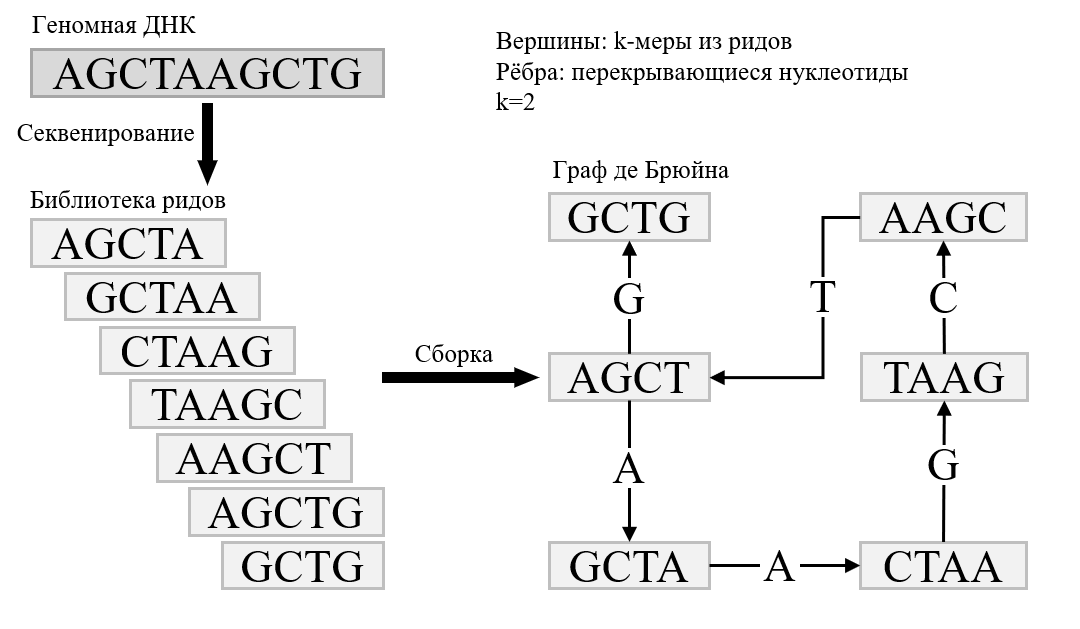 Геномная ДНК
AGCTAAGCTG
Секвенирование
Библиотека ридов
AGCTA
GCTAA
CTAAG
TAAGC
AAGCT
AGCTG
GCTG
Сборка
Вершины: k-меры из ридов
Рёбра: перекрывающиеся нуклеотиды
k=2
Граф де Брюйна
GCTG
AAGC
G
T
C
AGCT
TAAG
A
G
GCTA
A
CTAA